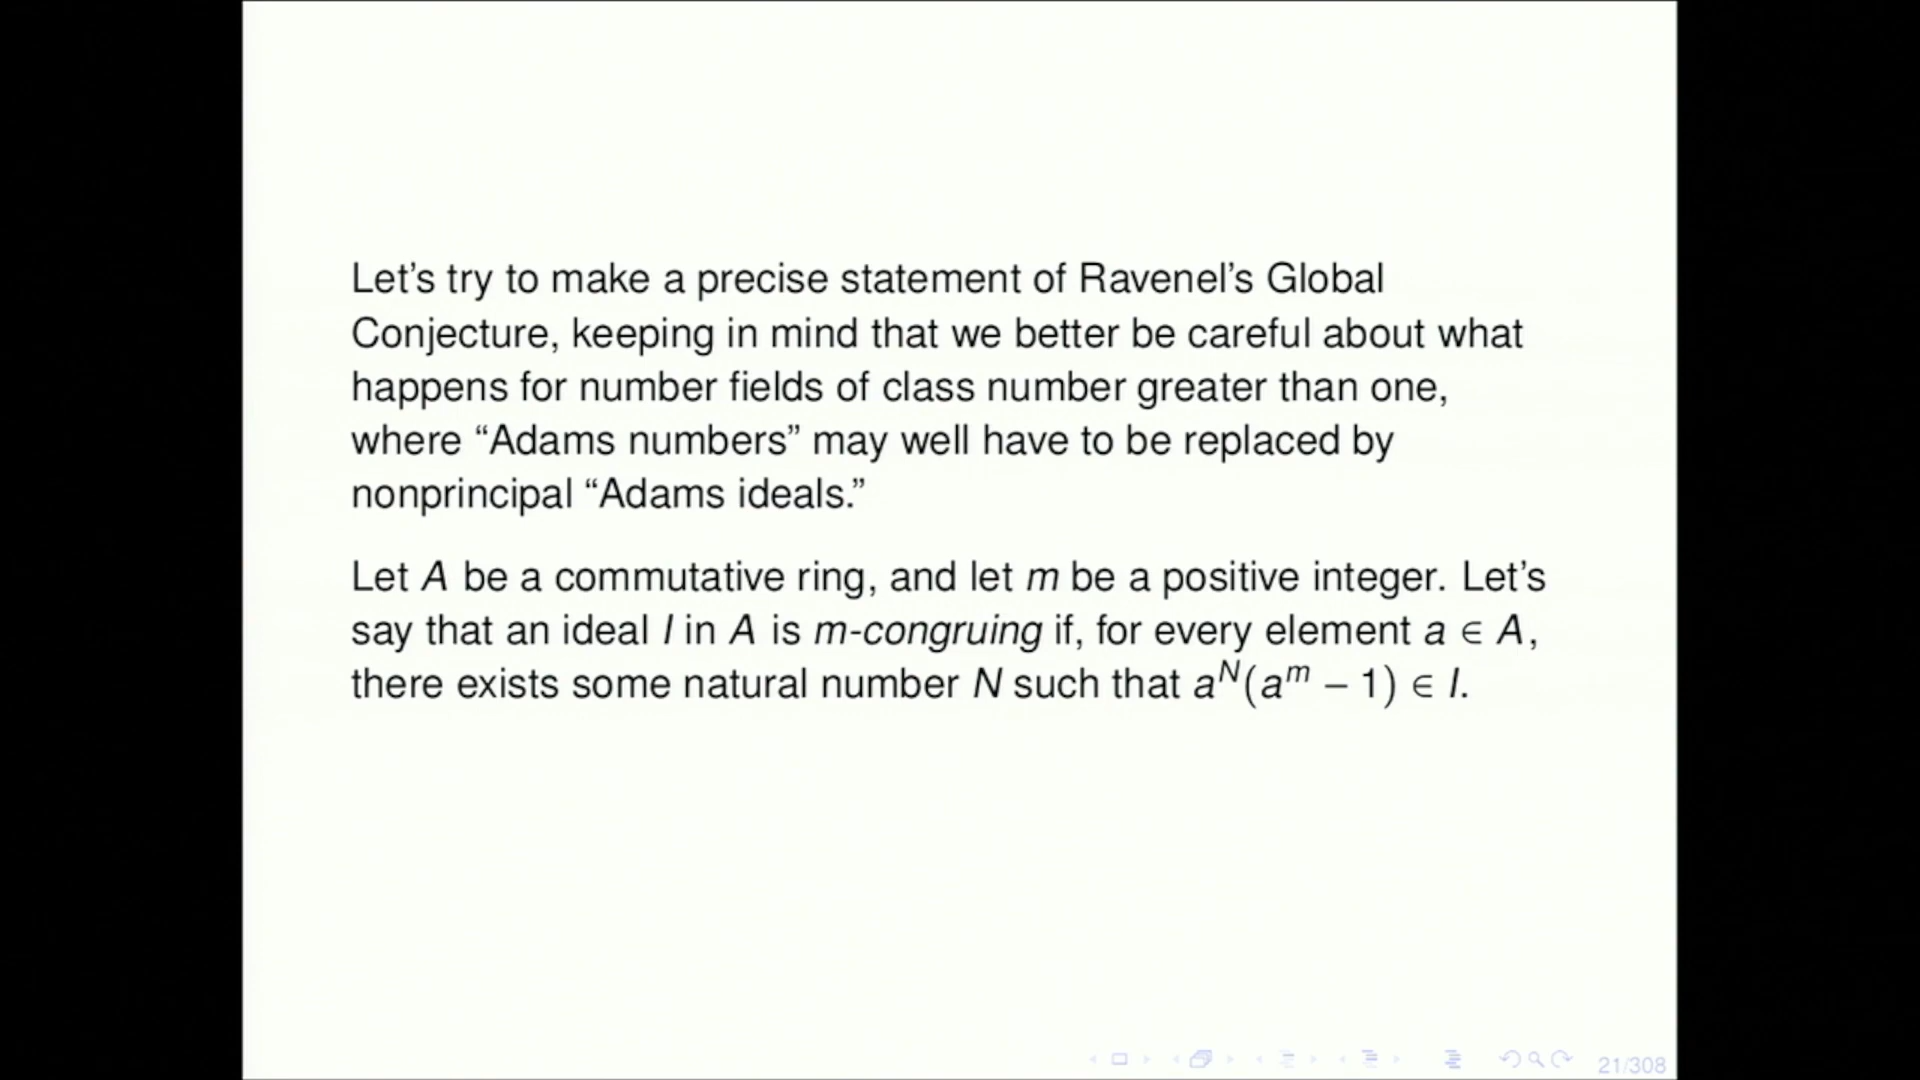 Let’s try to make a precise statement of Ravenel’s Global
Conjecture, keeping in mind that we better be careful about what
happens for number fields of class number greater than one,
where “Adams numbers” may well have to be replaced by
nonprincipal “Adams ideals.”
Let A be a commutative ring, and let m be a positive integer. Let’s
say that an ideal I in A is m-congruing if, for every element a ∈ A,
there exists some natural number N such that a^N(a^m − 1) ∈ I.
21/308